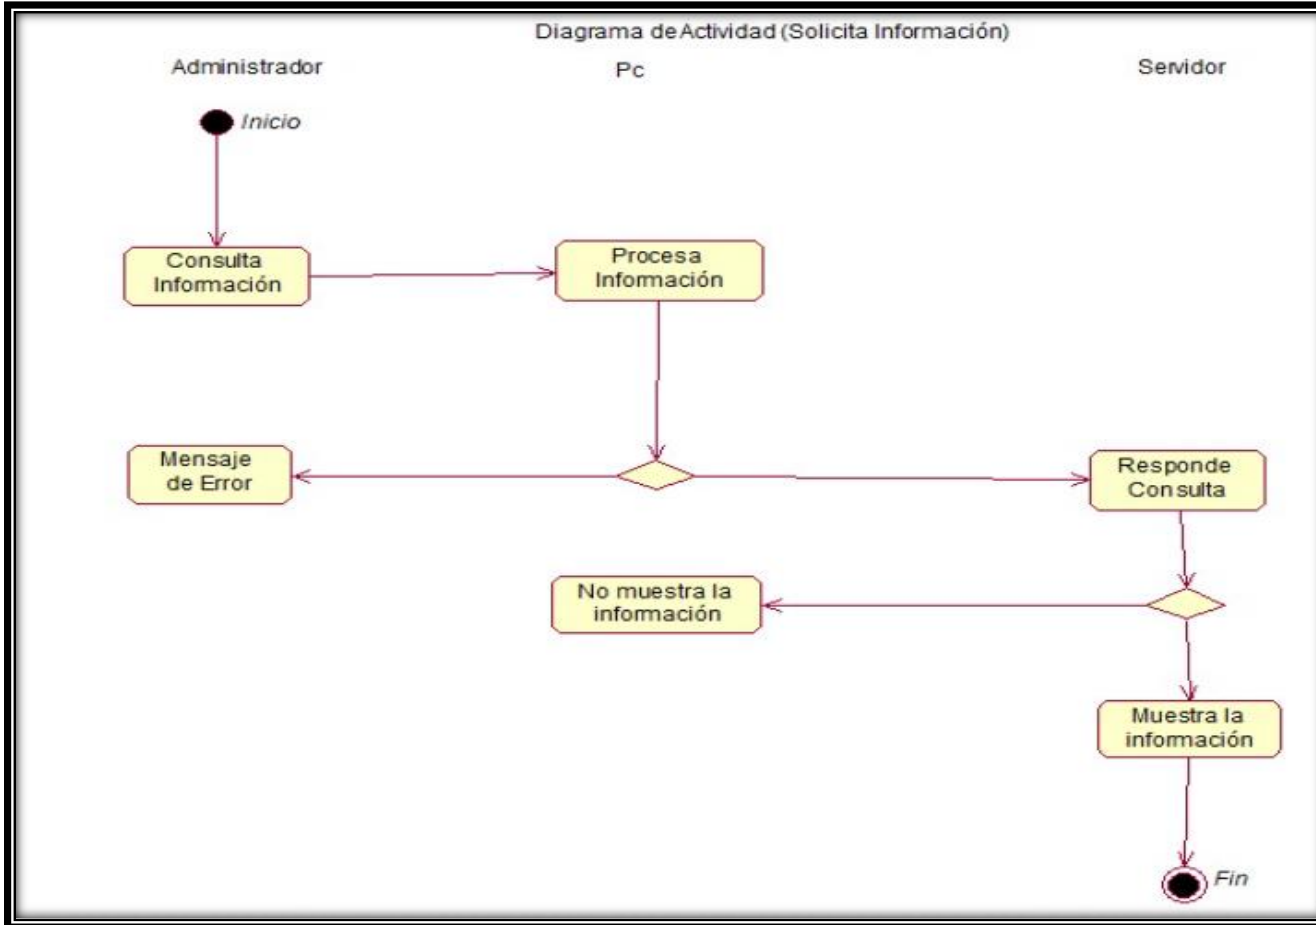 Diagrama de Actividad (Solicita Información)
Administrador
Pc
Servidor
Inicio
Consulta
Información
Procesa
Información
Mensaje
de Error
Responde
Consulta
No muestra la
información
Muestra la
información
Fin